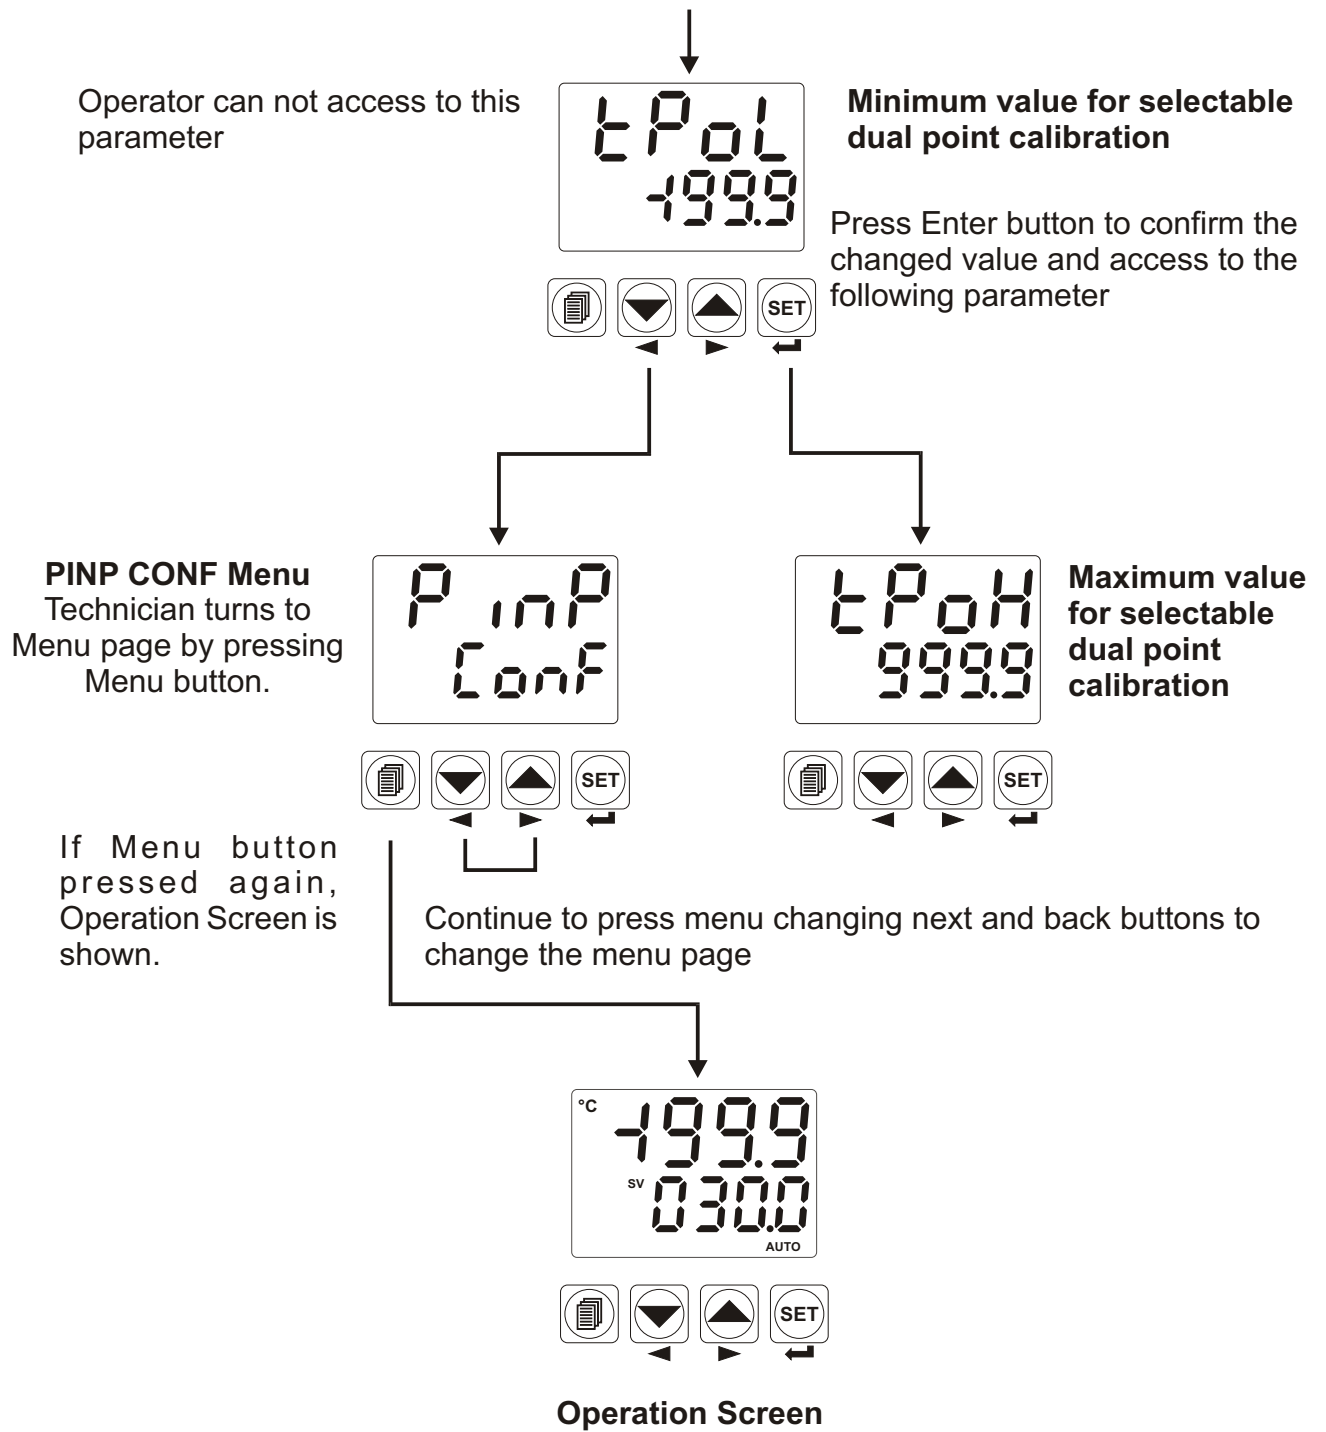 Operator can not access to this
parameter
tPoL
-199.9
Minimum value for selectable
dual point calibration
Press Enter button to confirm the
changed value and access to the
following parameter
SET
PINP CONF Menu
Technician turns to
Menu page by pressing
Menu button.
PinP
ConF
SET
tPoH
999.9
SET
Maximum value
for selectable
dual point
calibration
If Menu button
pressed again,
Operation Screen is
shown.
Continue to press menu changing next and back buttons to
change the menu page
°C
-199.9
SV
030.0
AUTO
SET
Operation Screen